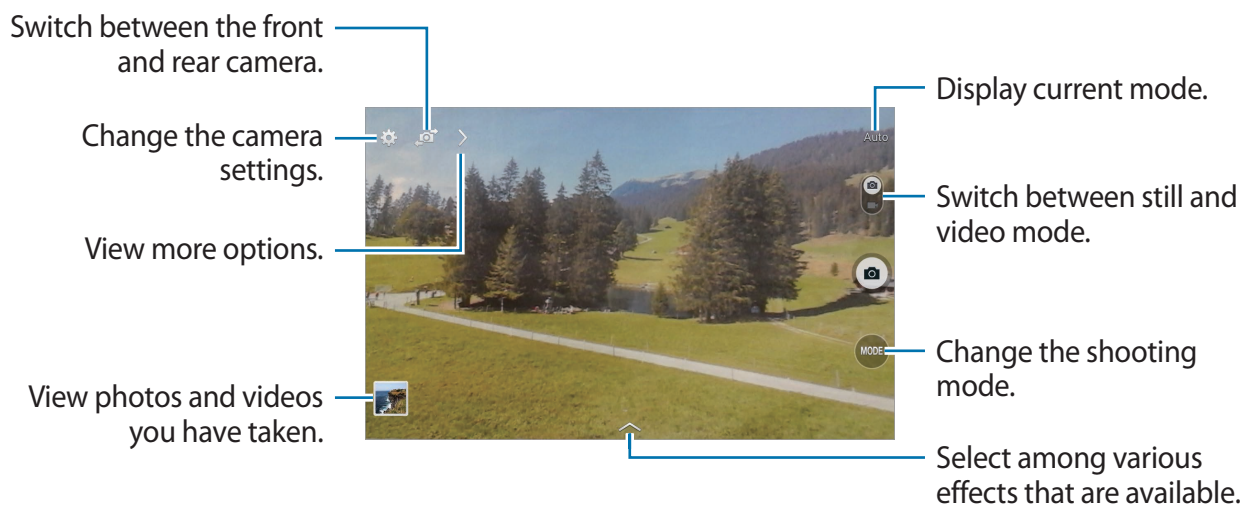 Switch between the front
and rear camera.
Change the camera
settings.
View more options.
View photos and videos
you have taken.
Display current mode.
Auto
Switch between still and
video mode.
MODE
Change the shooting
mode.
Select among various
effects that are available.